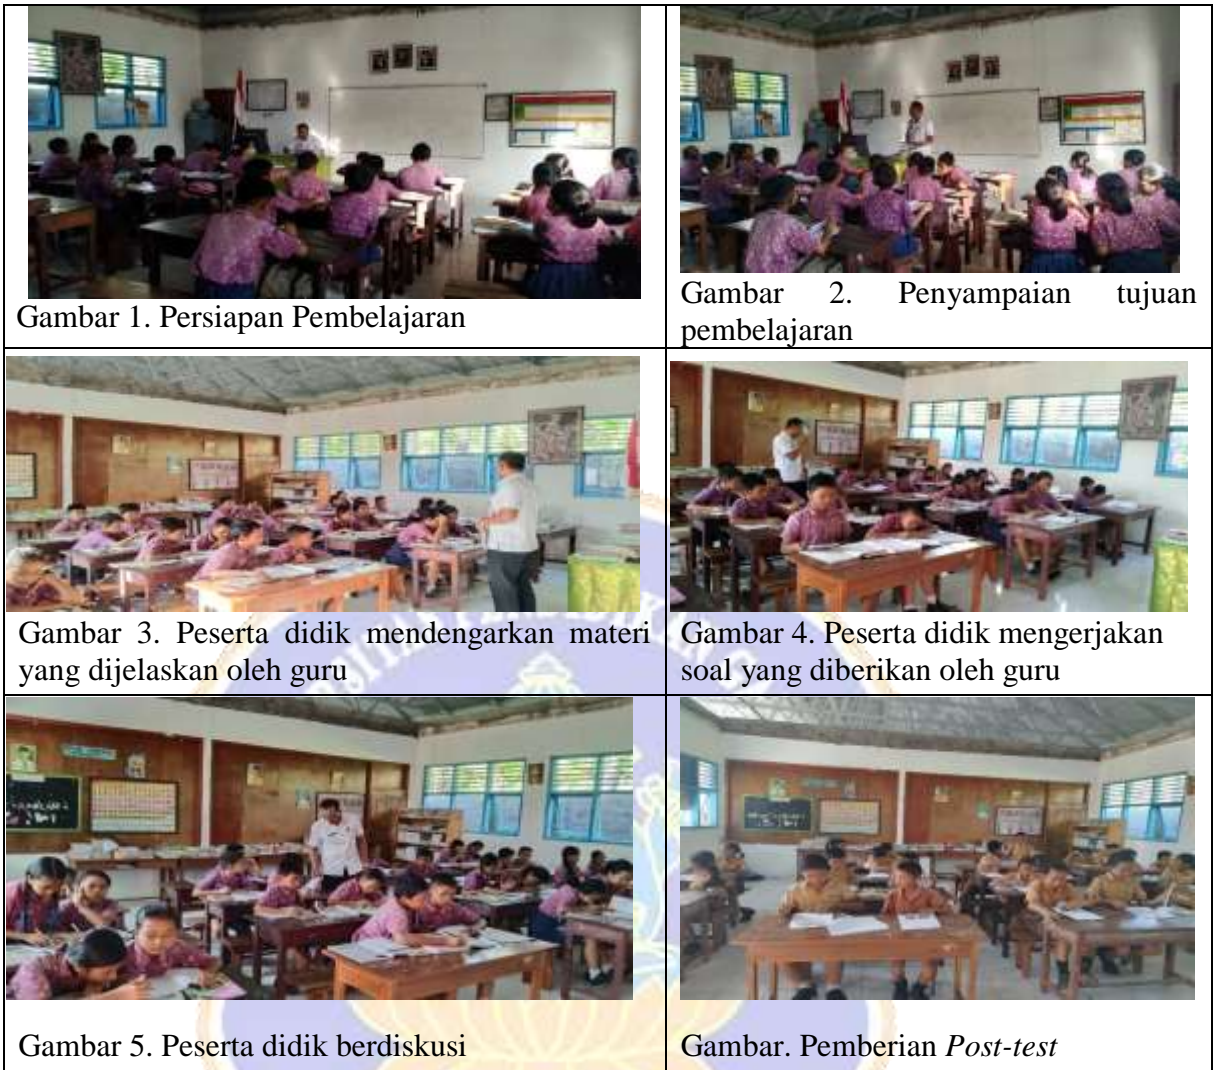 Gambar 1. Persiapan Pembelajaran
Gambar 2. Penyampaian tujuan
pembelajaran
Gambar 3. Peserta didik mendengarkan materi
yang dijelaskan oleh guru
Gambar 4. Peserta didik mengerjakan
soal yang diberikan oleh guru
Gambar 5. Peserta didik berdiskusi
Gambar. Pemberian Post-test